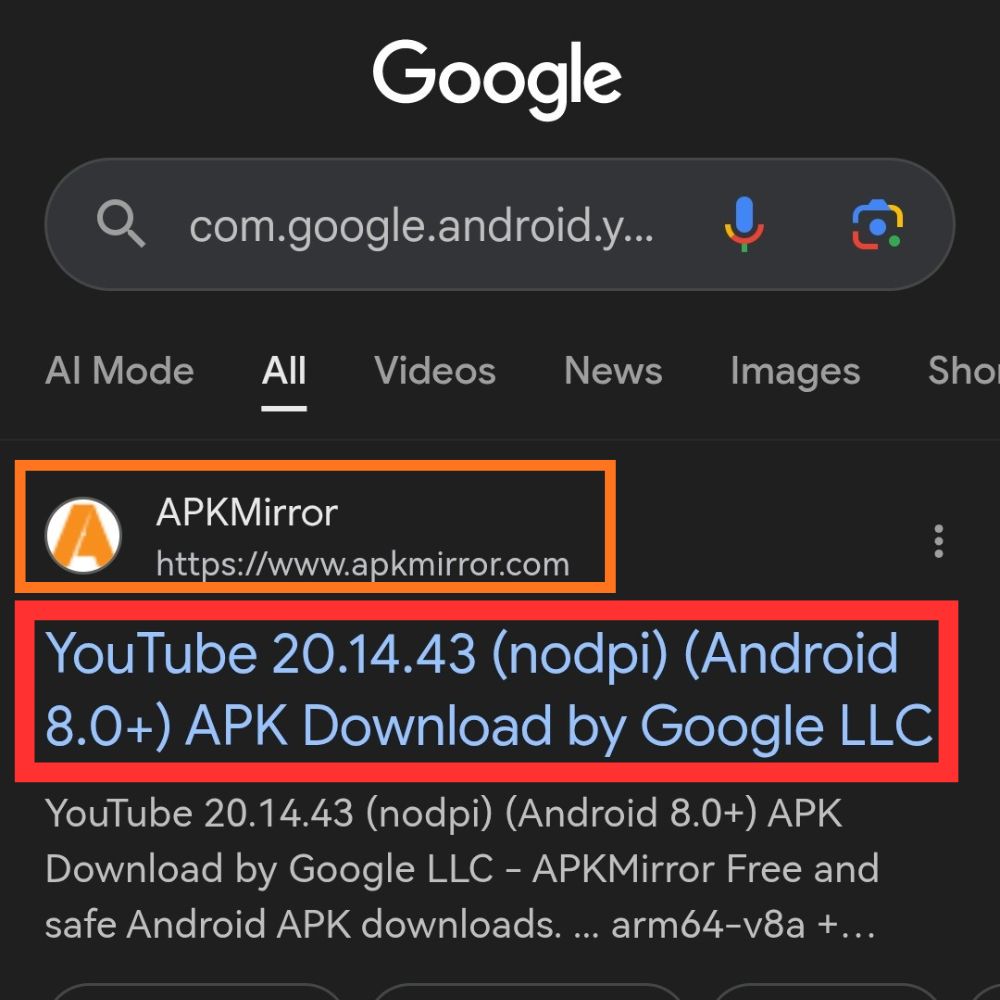 Google
com.google.android.y...
AI Mode All Videos News Images Shor
APKMirror
https://www.apkmirror.com
YouTube 20.14.43 (nodpi) (Android
8.0+) APK Download by Google LLC
YouTube 20.14.43 (nodpi) (Android 8.0+) APK
Download by Google LLC - APKMirror Free and
safe Android APK downloads. ... arm64-v8a +...